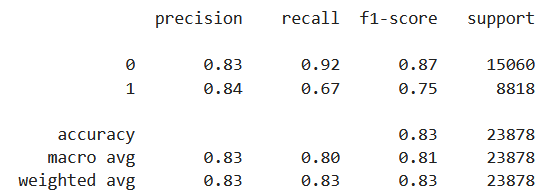 precision recall f1-score support
0 0.83 0.92 0.87 15060
1 0.84 0.67 0.75 8818
accuracy 0.83 23878
macro avg 0.83 0.80 0.81 23878
weighted avg 0.83 0.83 0.83 23878